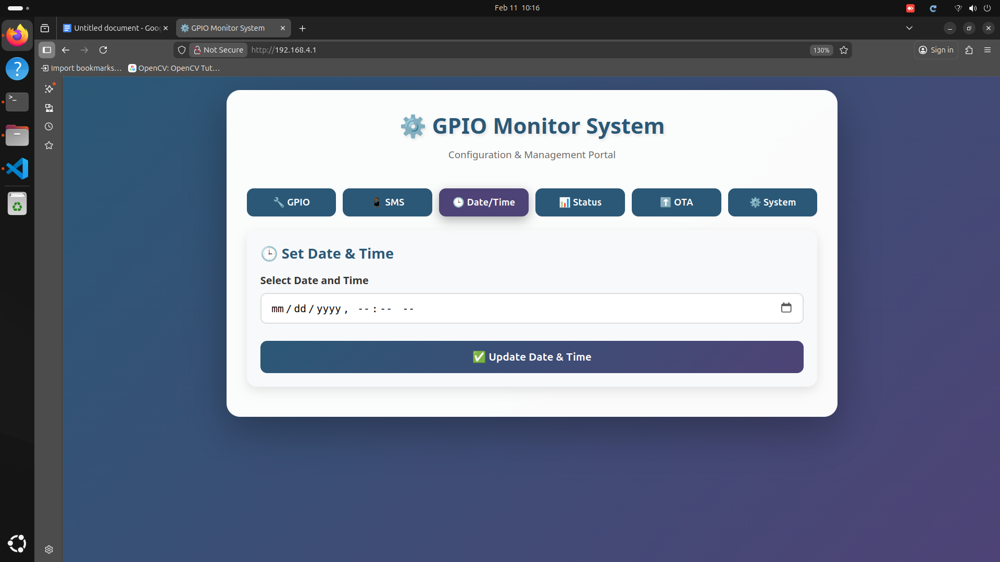 Feb 11 10:16
Untitled document - Goo
GPIO Monitor System
Not Secure
http://192.168.4.1
130%
Sign in
Import bookmarks...
OpenCV: OpenCV Tut...
GPIO Monitor System
Configuration & Management Portal
GPIO
SMS
Date/Time
Status
OTA
System
Set Date & Time
Select Date and Time
mm/dd/yyyy, --:-- --
Update Date & Time